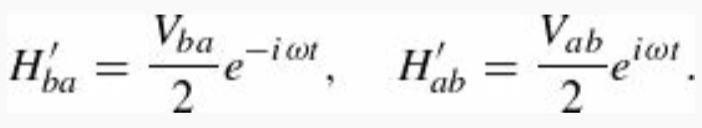 $H'_{ba} = \frac{V_{ba}}{2} e^{-i\omega t}, \quad H'_{ab} = \frac{V_{ab}}{2} e^{i\omega t}.$